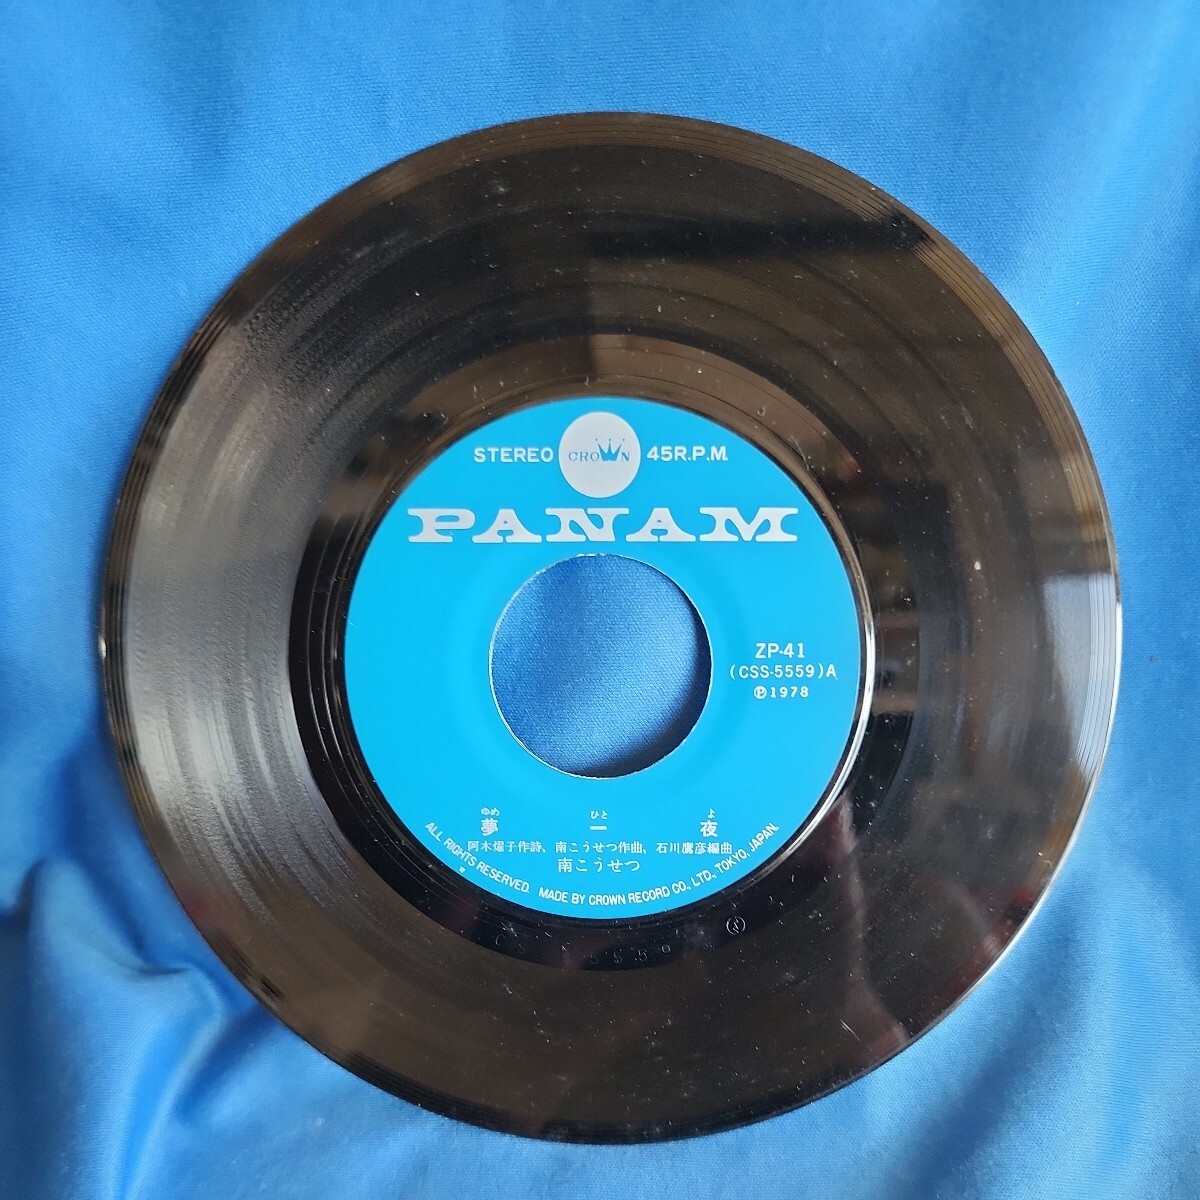 STEREO CROWN 45R.P.M.
PANAM
ZP-41
(CSS-5559)A
Ⓟ1978
ゆめ ひと よ
夢 一 夜
阿木燿子作詩、南こうせつ作曲、石川鷹彦編曲
南こうせつ
ALL RIGHTS RESERVED. MADE BY CROWN RECORD CO., LTD., TOKYO, JAPAN.